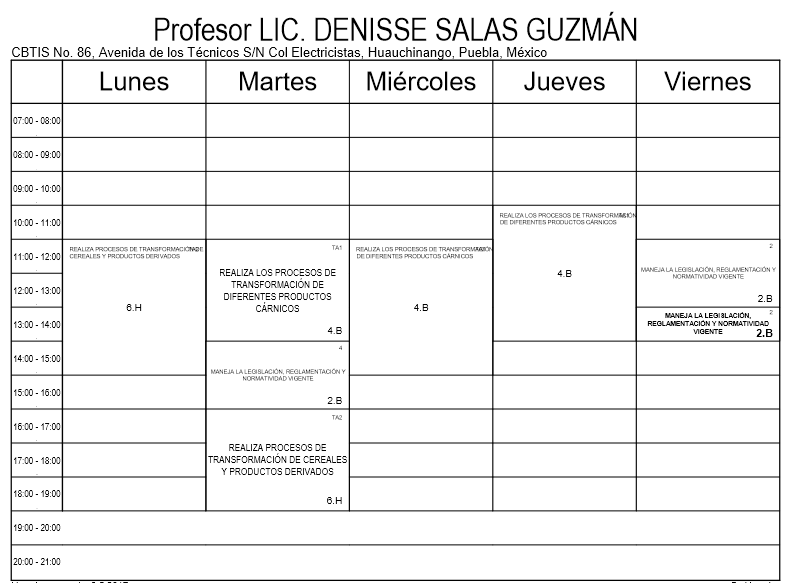 Profesor LIC. DENISSE SALAS GUZMÁN
CBTIS No. 86, Avenida de los Técnicos S/N Col Electricistas, Huauchinango, Puebla, México
Lunes Martes Miércoles Jueves Viernes
07:00 - 08:00
08:00 - 09:00
09:00 - 10:00
10:00 - 11:00
11:00 - 12:00
12:00 - 13:00
13:00 - 14:00
14:00 - 15:00
15:00 - 16:00
16:00 - 17:00
17:00 - 18:00
18:00 - 19:00
19:00 - 20:00
20:00 - 21:00
REALIZA PROCESOS DE TRANSFORMACIÓN DE
CEREALES Y PRODUCTOS DERIVADOS
6.H
TA1
REALIZA LOS PROCESOS DE
TRANSFORMACIÓN DE
DIFERENTES PRODUCTOS
CÁRNICOS
4.B
4
MANEJA LA LEGISLACIÓN, REGLAMENTACIÓN Y
NORMATIVIDAD VIGENTE
2.B
TA2
REALIZA PROCESOS DE
TRANSFORMACIÓN DE CEREALES
Y PRODUCTOS DERIVADOS
6.H
REALIZA LOS PROCESOS DE TRANSFORMACIÓN
DE DIFERENTES PRODUCTOS CÁRNICOS
4.B
REALIZA LOS PROCESOS DE TRANSFORMACIÓN
DE DIFERENTES PRODUCTOS CÁRNICOS
4.B
2
MANEJA LA LEGISLACIÓN, REGLAMENTACIÓN Y
NORMATIVIDAD VIGENTE
2.B
2
MANEJA LA LEGISLACIÓN,
REGLAMENTACIÓN Y NORMATIVIDAD
VIGENTE
2.B